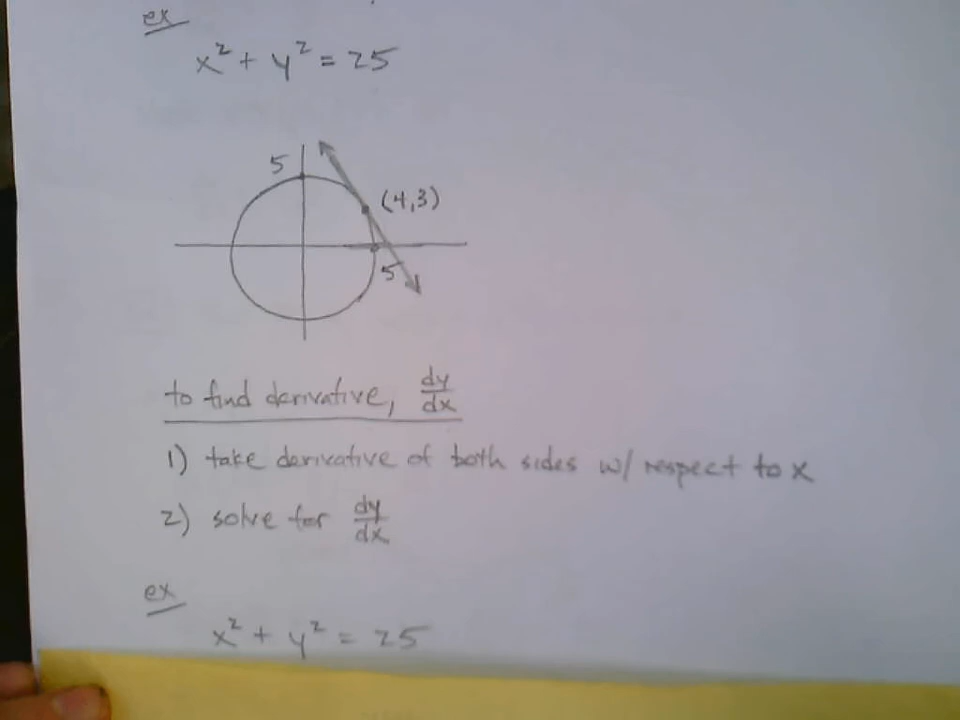 ex
x² + y² = 25
5
(4,3)
5
to find derivative, dy/dx
1) take derivative of both sides w/ respect to x
2) solve for dy/dx
ex
x² + y² = 25